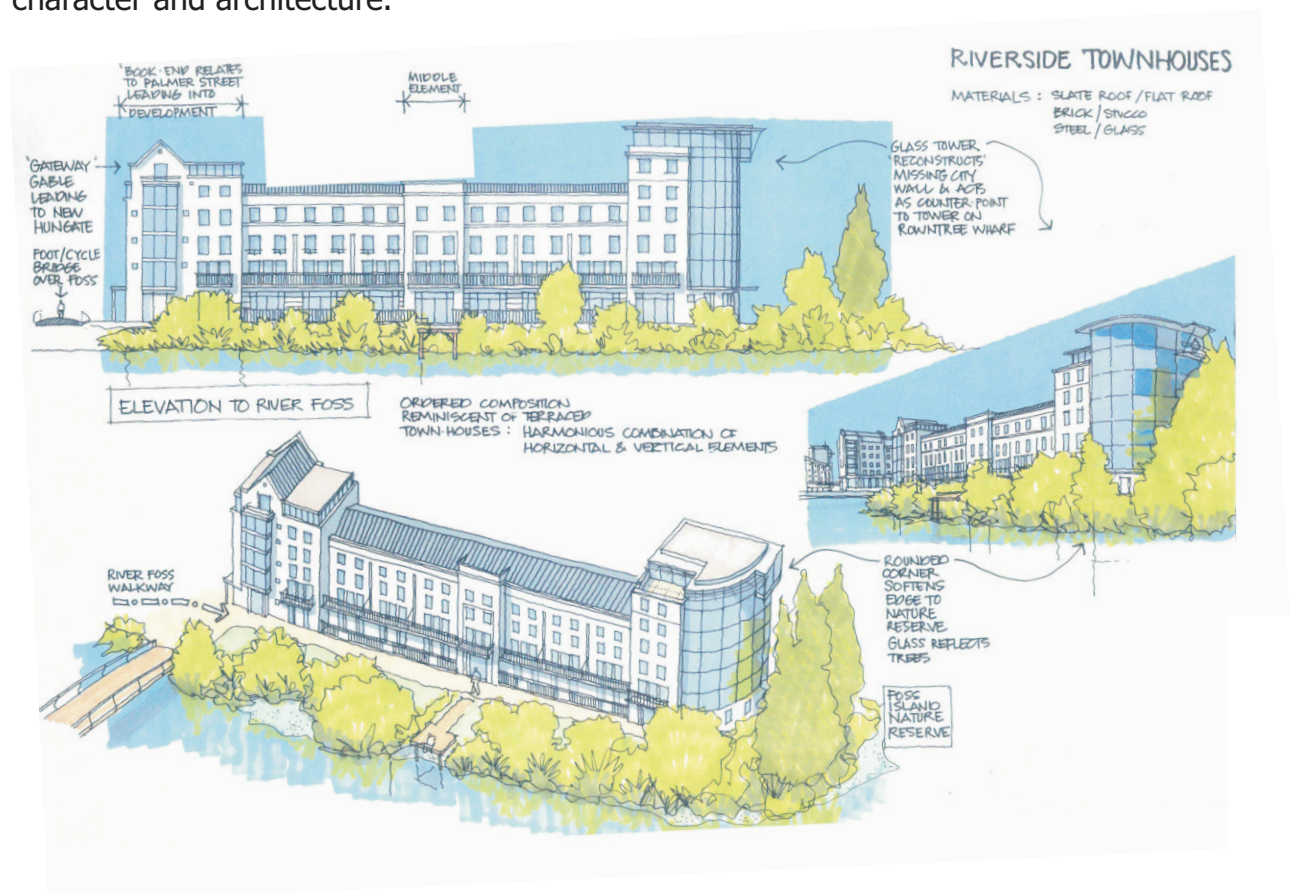 character and architecture.
RIVERSIDE TOWNHOUSES
MATERIALS : SLATE ROOF / FLAT ROOF
BRICK / STUCCO
STEEL / GLASS
'BOOK-END RELATES
TO PALMER STREET
LEADING INTO
DEVELOPMENT
MIDDLE
ELEMENT
'GATEWAY'
GABLE
LEADING
TO NEW
HUNGATE
FOOT/CYCLE
BRIDGE
OVER FOSS
GLASS TOWER
'RECONSTRUCTS'
MISSING CITY
WALL & ACTS
AS COUNTER-POINT
TO TOWER ON
ROWNTREE WHARF
ELEVATION TO RIVER FOSS
ORDERED COMPOSITION
REMINISCENT OF TERRACED
TOWN-HOUSES : HARMONIOUS COMBINATION OF
HORIZONTAL & VERTICAL ELEMENTS
RIVER FOSS
WALKWAY
ROUNDED
CORNER
SOFTENS
EDGE TO
NATURE
RESERVE
GLASS REFLECTS
TREES
FOSS
ISLAND
NATURE
RESERVE